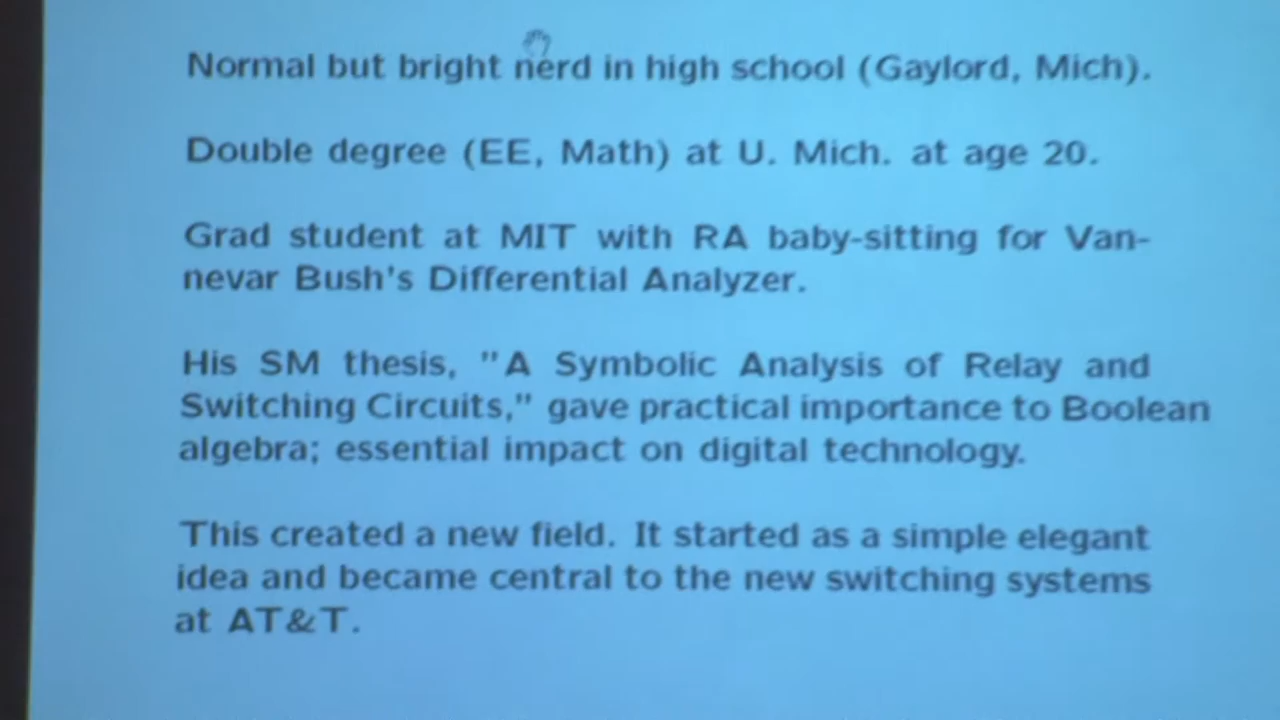 Normal but bright nerd in high school (Gaylord, Mich).
Double degree (EE, Math) at U. Mich. at age 20.
Grad student at MIT with RA baby-sitting for Van-
nevar Bush's Differential Analyzer.
His SM thesis, "A Symbolic Analysis of Relay and
Switching Circuits," gave practical importance to Boolean
algebra; essential impact on digital technology.
This created a new field. It started as a simple elegant
idea and became central to the new switching systems
at AT&T.